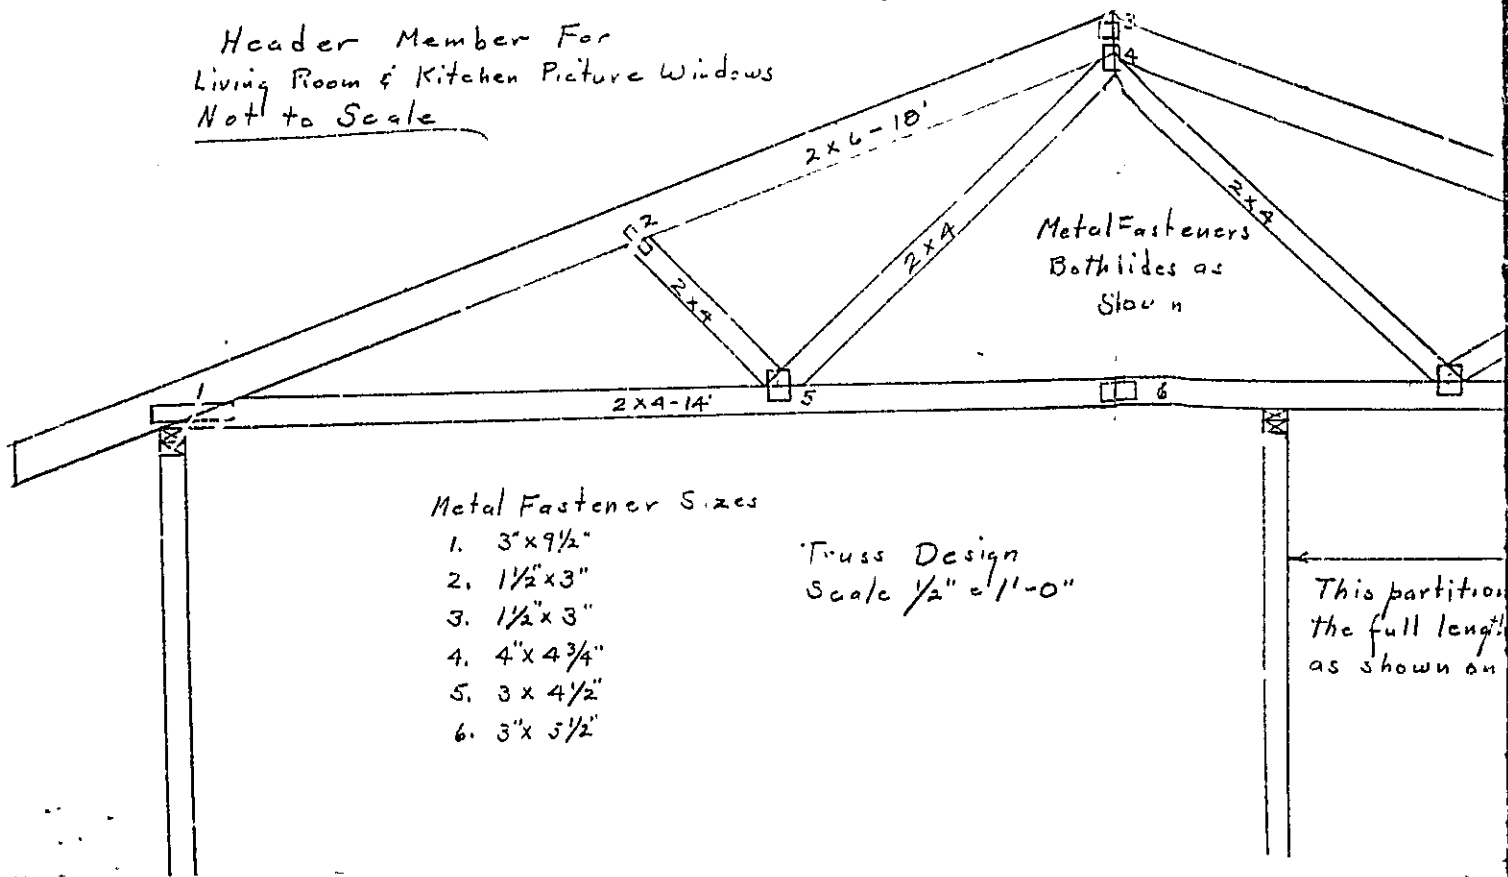 Header Member For
Living Room & Kitchen Picture Windows
Not to Scale
3
4
2x6-18'
2
2x4
2x4
2x4
Metal Fasteners
Both sides as
Shown
1
2x4-14'
5
6
Metal Fastener Sizes
1. 3"x9½"
2. 1½"x3"
3. 1½"x3"
4. 4"x4¾"
5. 3x4½"
6. 3"x5½"
Truss Design
Scale ½"=1'-0"
This partition
the full length
as shown on